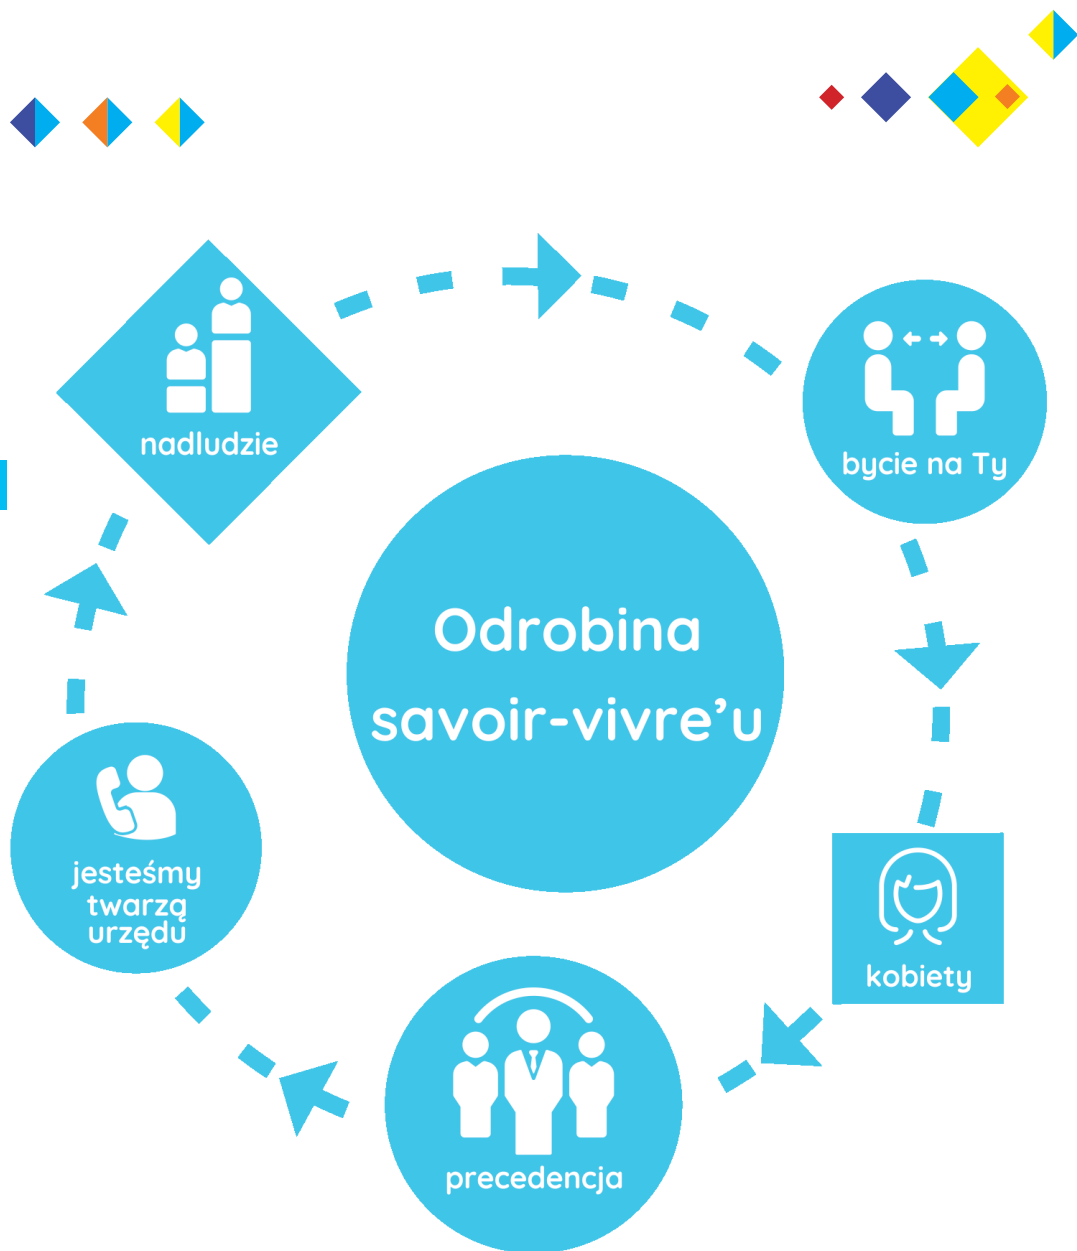 nadludzie
bycie na Ty
Odrobina
savoir-vivre’u
jesteśmy
twarzą
urzędu
kobiety
precedencja